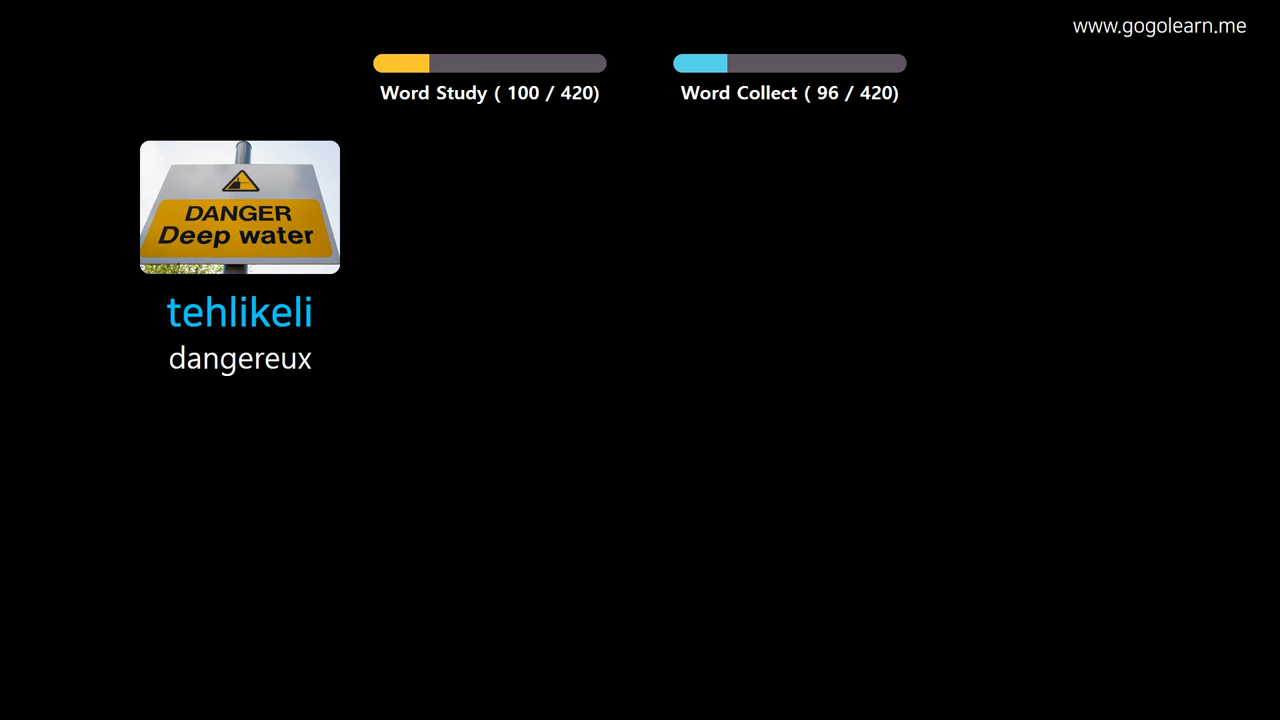 www.gogolearn.me
Word Study ( 100 / 420)
Word Collect ( 96 / 420)
DANGER
Deep water
tehlikeli
dangereux